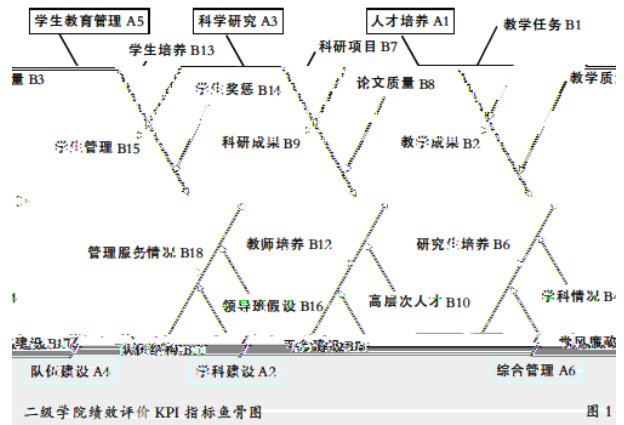 学生教育管理 A5
科学研究 A3
人才培养 A1
教学任务 B1
学生培养 B13
科研项目 B7
量 B3
学生奖惩 B14
论文质量 B8
教学质
学生管理 B15
科研成果 B9
教学成果 B2
管理服务情况 B18
教师培养 B12
研究生培养 B6
领导班假设 B16
高层次人才 B10
学科情况 B4
建设 B17
队伍建设 A4
学科建设 A2
综合管理 A6
二级学院绩效评价 KPI 指标鱼骨图
图 1